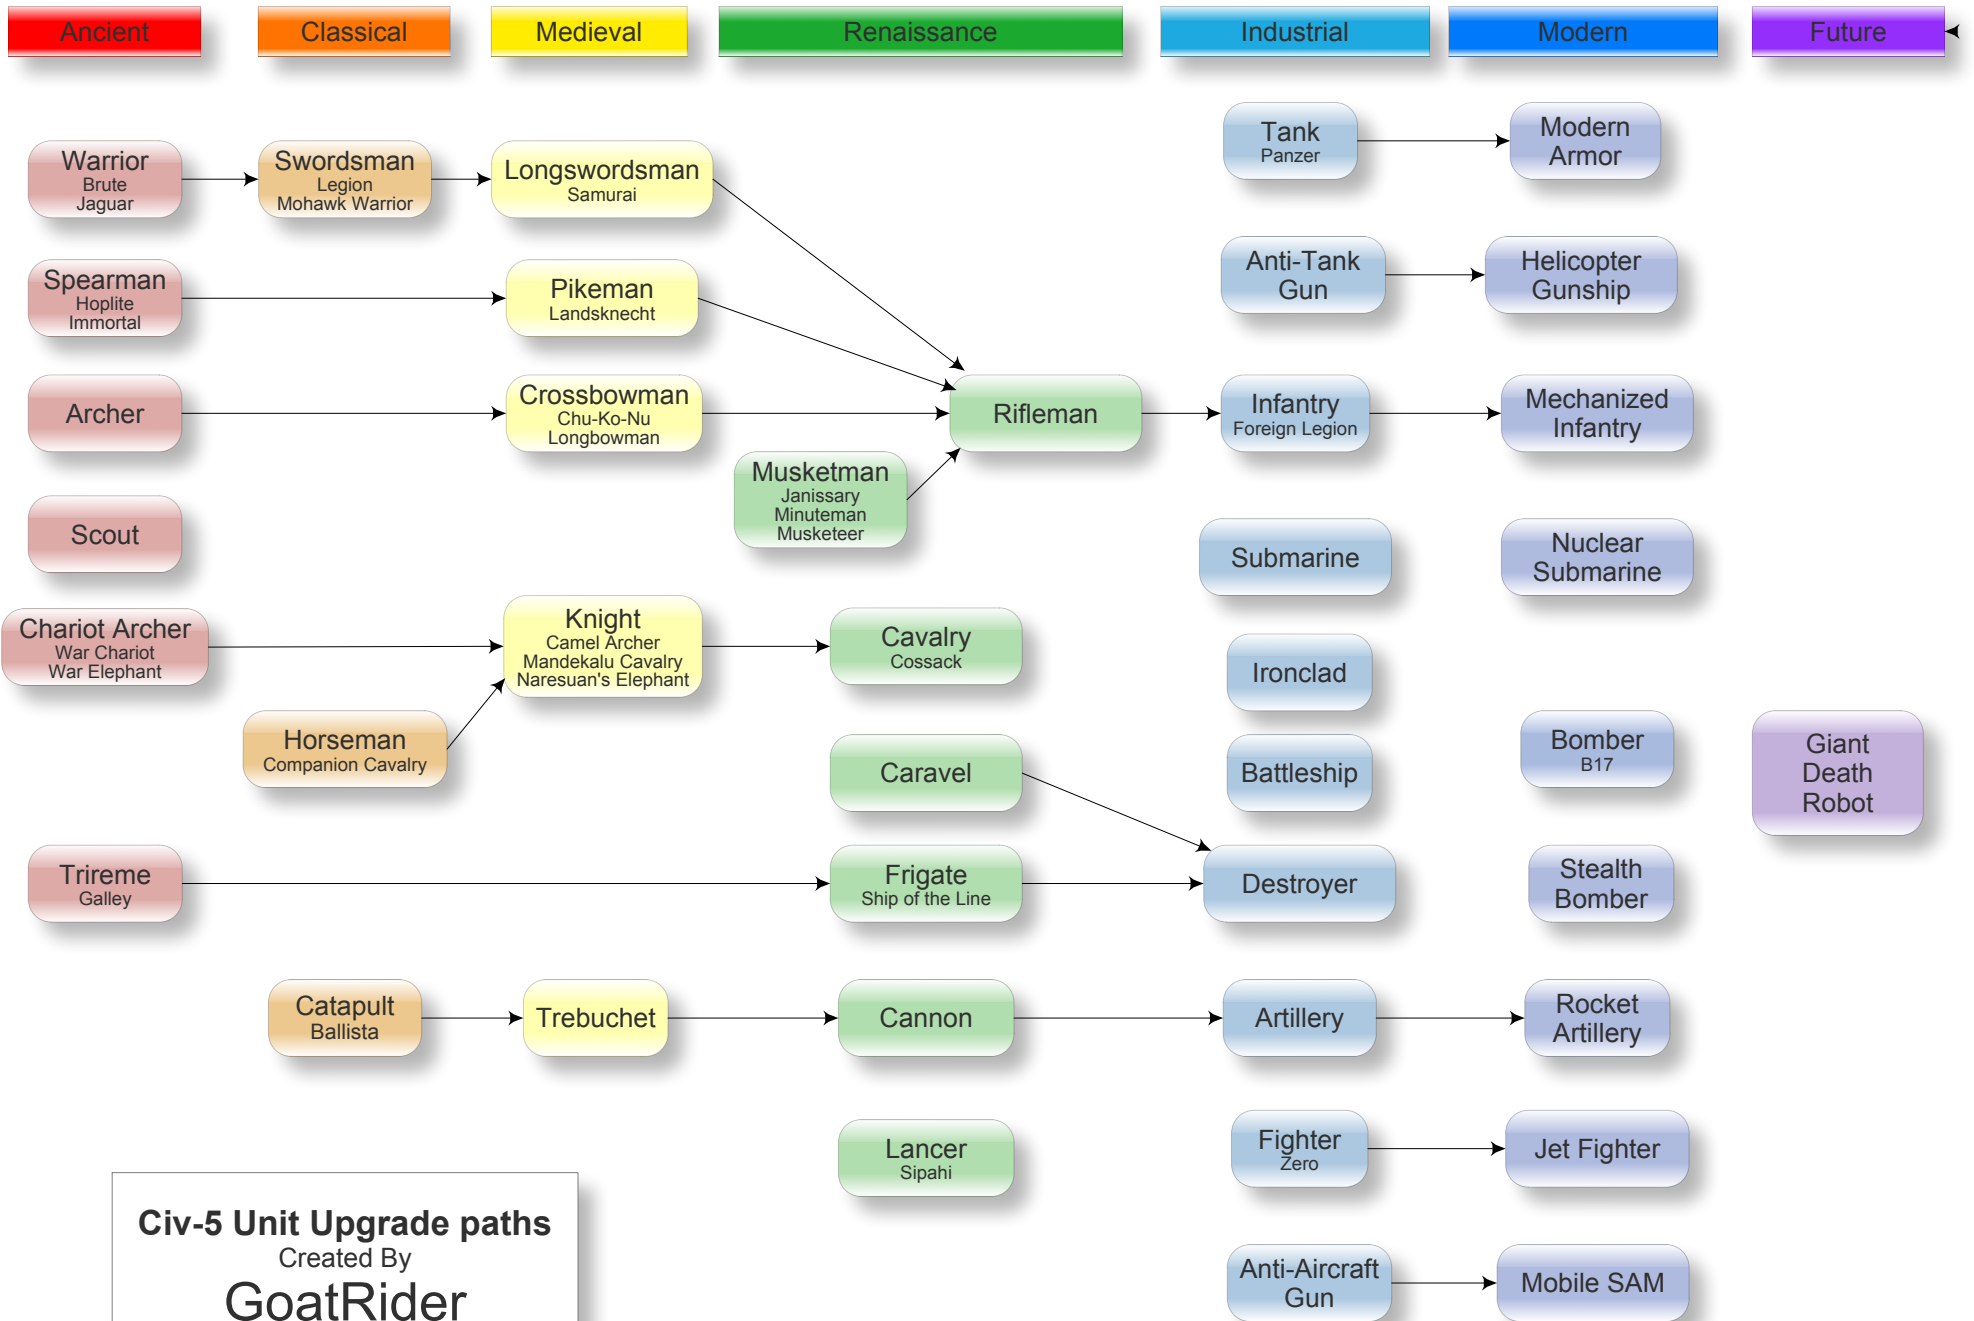 Ancient
Classical
Medieval
Renaissance
Industrial
Modern
Future
Tank
Panzer
Modern
Armor
Warrior
Brute
Jaguar
Swordsman
Legion
Mohawk Warrior
Longswordsman
Samurai
Spearman
Hoplite
Immortal
Pikeman
Landsknecht
Anti-Tank
Gun
Helicopter
Gunship
Archer
Crossbowman
Chu-Ko-Nu
Longbowman
Rifleman
Infantry
Foreign Legion
Mechanized
Infantry
Musketman
Janissary
Minuteman
Musketeer
Scout
Submarine
Nuclear
Submarine
Chariot Archer
War Chariot
War Elephant
Knight
Camel Archer
Mandekalu Cavalry
Naresuan's Elephant
Cavalry
Cossack
Ironclad
Horseman
Companion Cavalry
Caravel
Battleship
Bomber
B17
Giant
Death
Robot
Trireme
Galley
Frigate
Ship of the Line
Destroyer
Stealth
Bomber
Catapult
Ballista
Trebuchet
Cannon
Artillery
Rocket
Artillery
Lancer
Sipahi
Fighter
Zero
Jet Fighter
Anti-Aircraft
Gun
Mobile SAM
Civ-5 Unit Upgrade paths
Created By
GoatRider